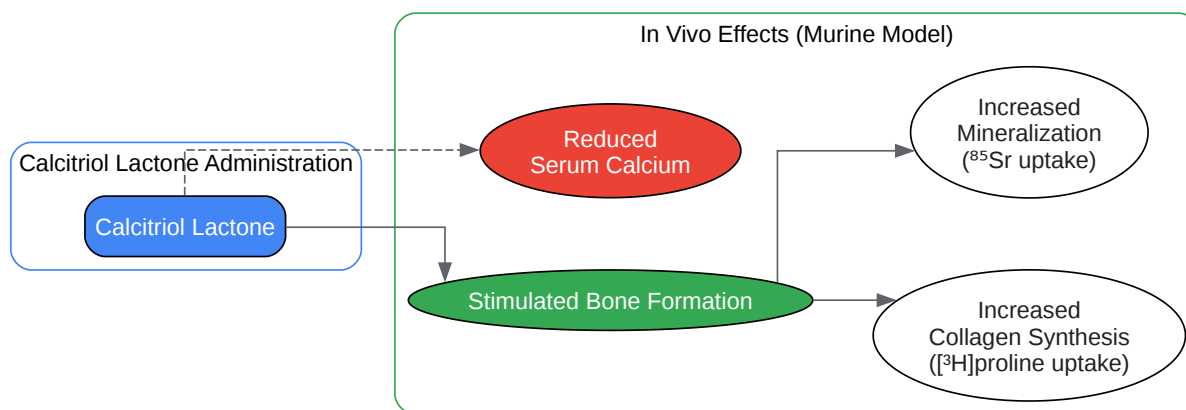 In Vivo Effects (Murine Model)
Calcitriol Lactone Administration
Calcitriol Lactone
Reduced
Serum Calcium
Stimulated Bone Formation
Increased
Mineralization
(⁸⁵Sr uptake)
Increased
Collagen Synthesis
([³H]proline uptake)